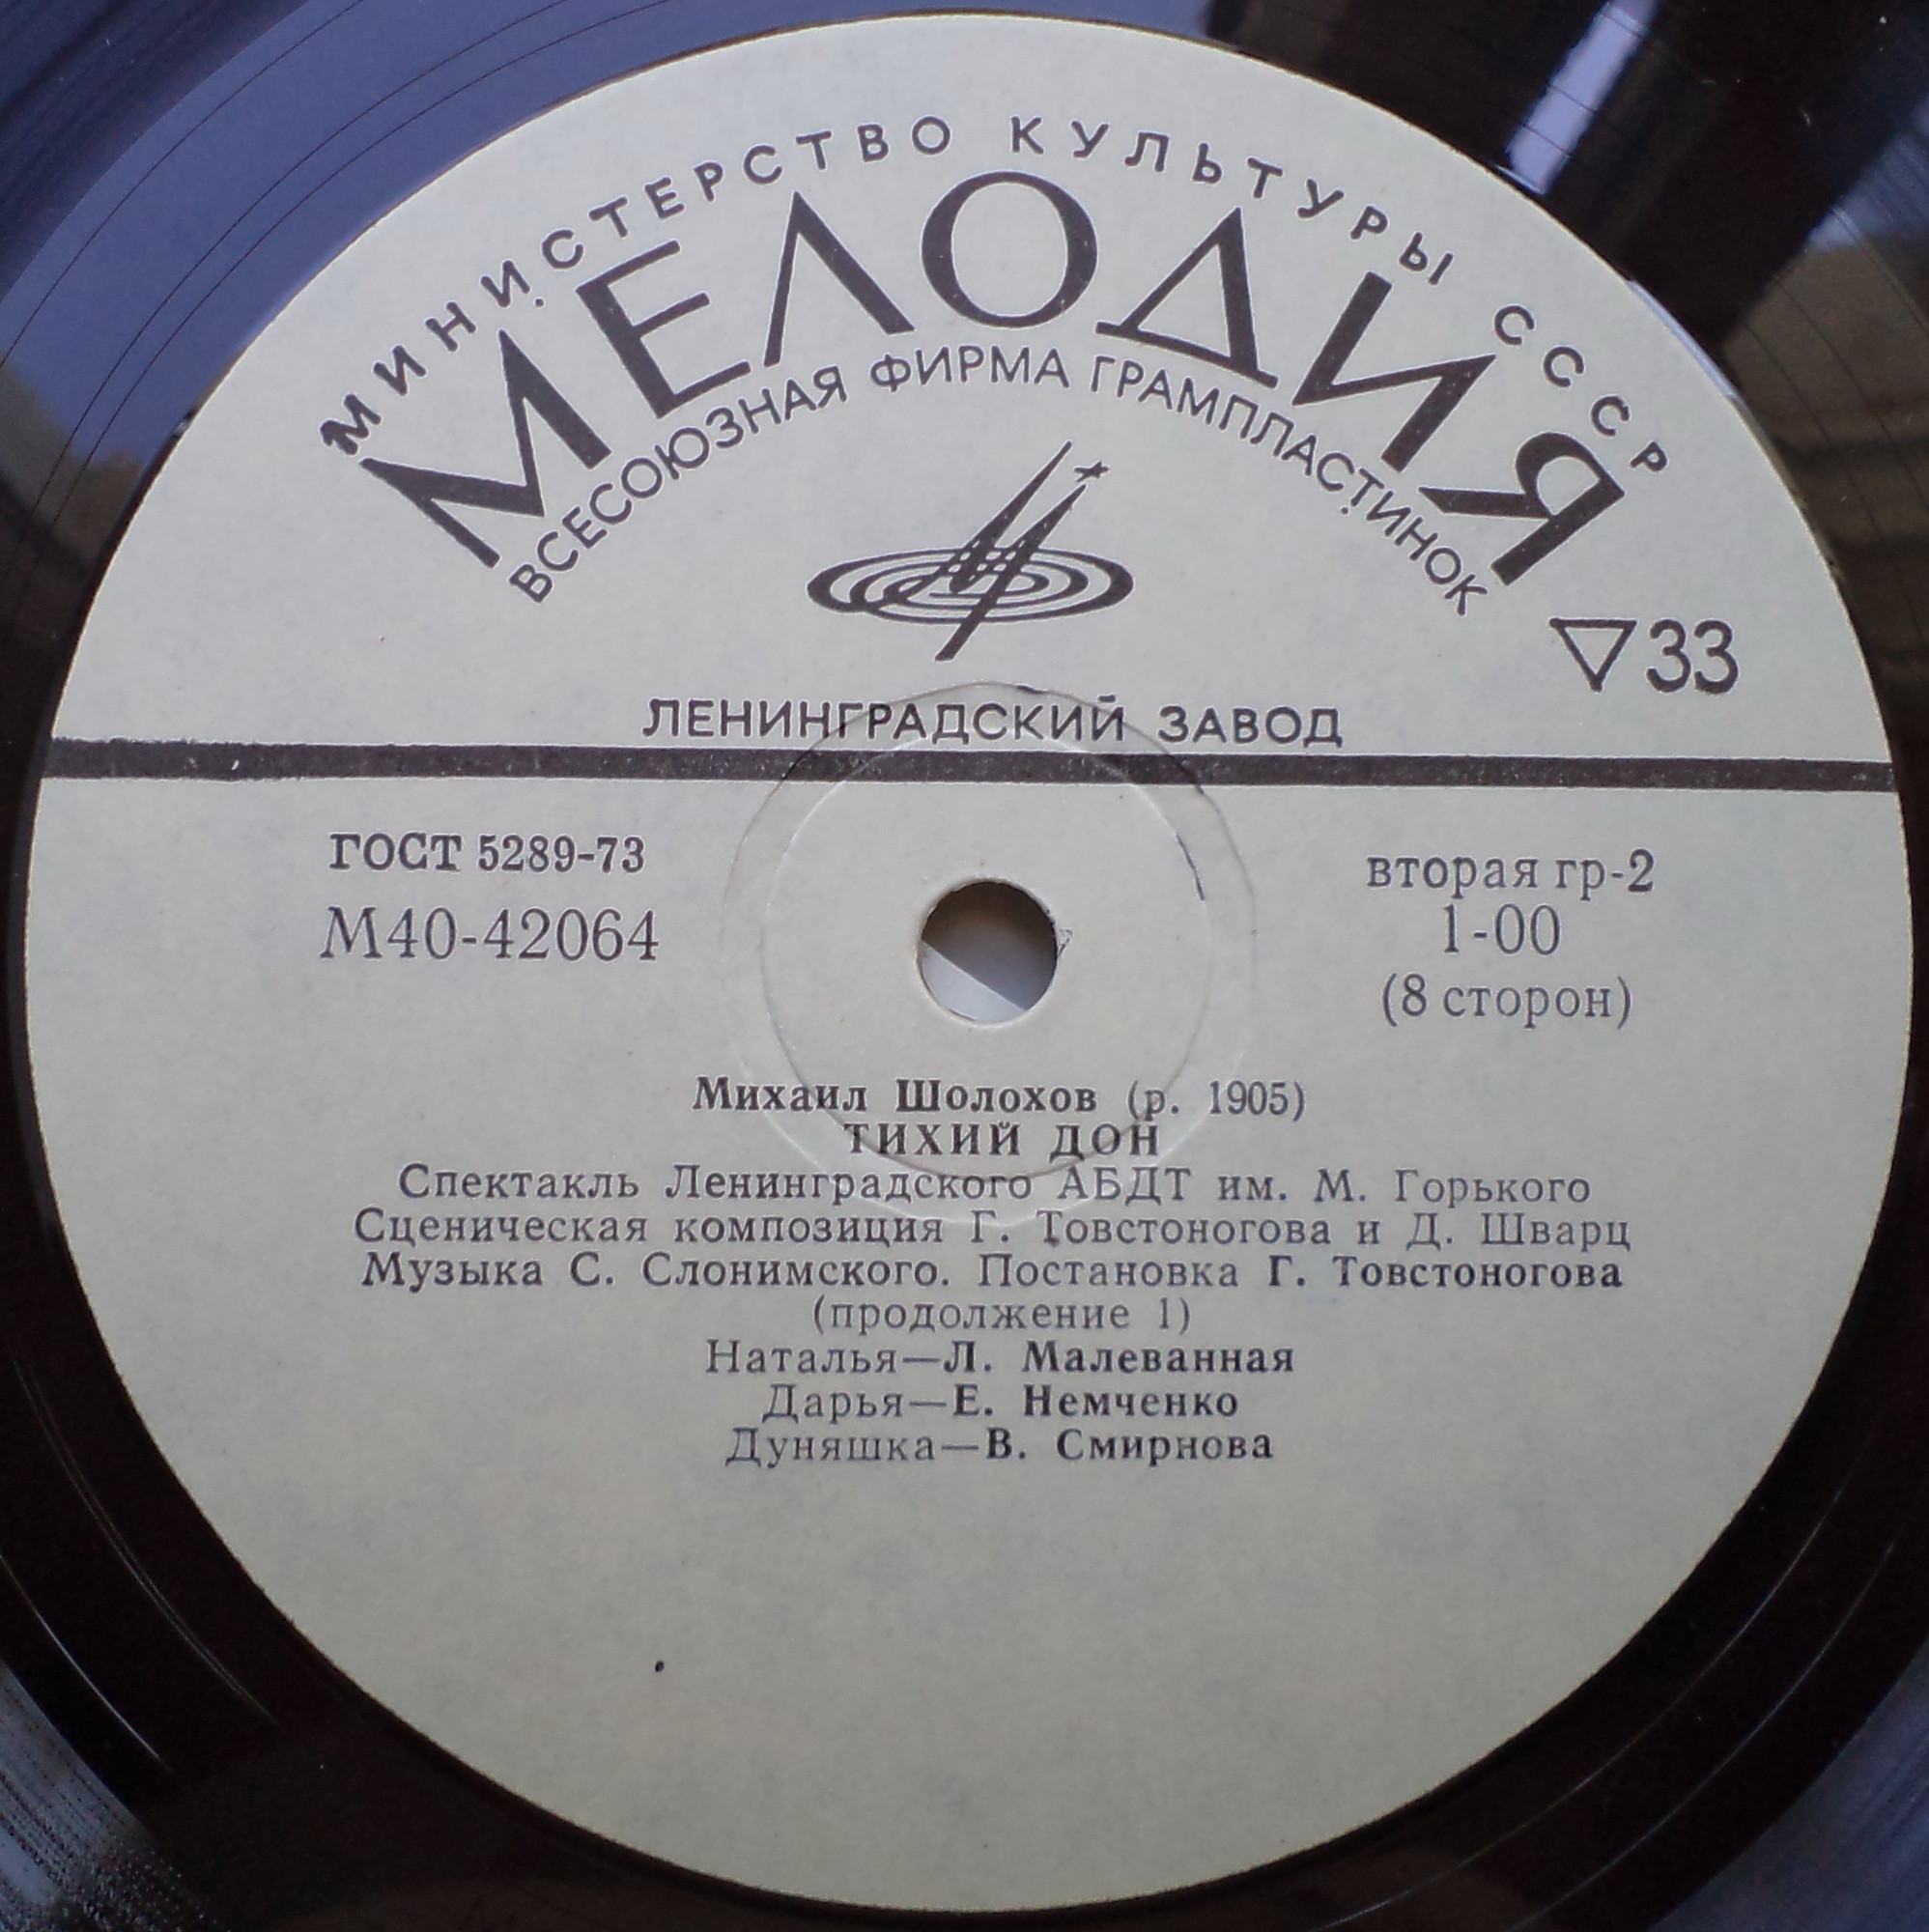 МИНИСТЕРСТВО КУЛЬТУРЫ СССР
МЕЛОДИЯ
ВСЕСОЮЗНАЯ ФИРМА ГРАМПЛАСТИНОК
▽33
ЛЕНИНГРАДСКИЙ ЗАВОД
ГОСТ 5289-73
М40-42064
вторая гр-2
1-00
(8 сторон)
Михаил Шолохов (р. 1905)
ТИХИЙ ДОН
Спектакль Ленинградского АБДТ им. М. Горького
Сценическая композиция Г. Товстоногова и Д. Шварц
Музыка С. Слонимского. Постановка Г. Товстоногова
(продолжение 1)
Наталья—Л. Малеванная
Дарья—Е. Немченко
Дуняшка—В. Смирнова